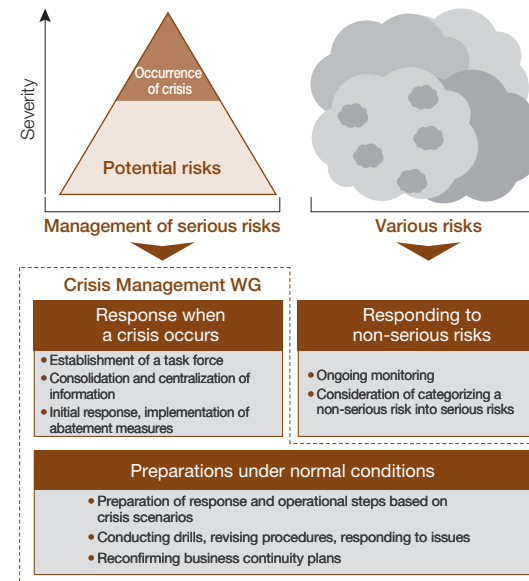 Severity
Occurrence
of crisis
Potential risks
Management of serious risks
Various risks
Crisis Management WG
Response when
a crisis occurs
• Establishment of a task force
• Consolidation and centralization of
information
• Initial response, implementation of
abatement measures
Responding to
non-serious risks
• Ongoing monitoring
• Consideration of categorizing a
non-serious risk into serious risks
Preparations under normal conditions
• Preparation of response and operational steps based on
crisis scenarios
• Conducting drills, revising procedures, responding to issues
• Reconfirming business continuity plans